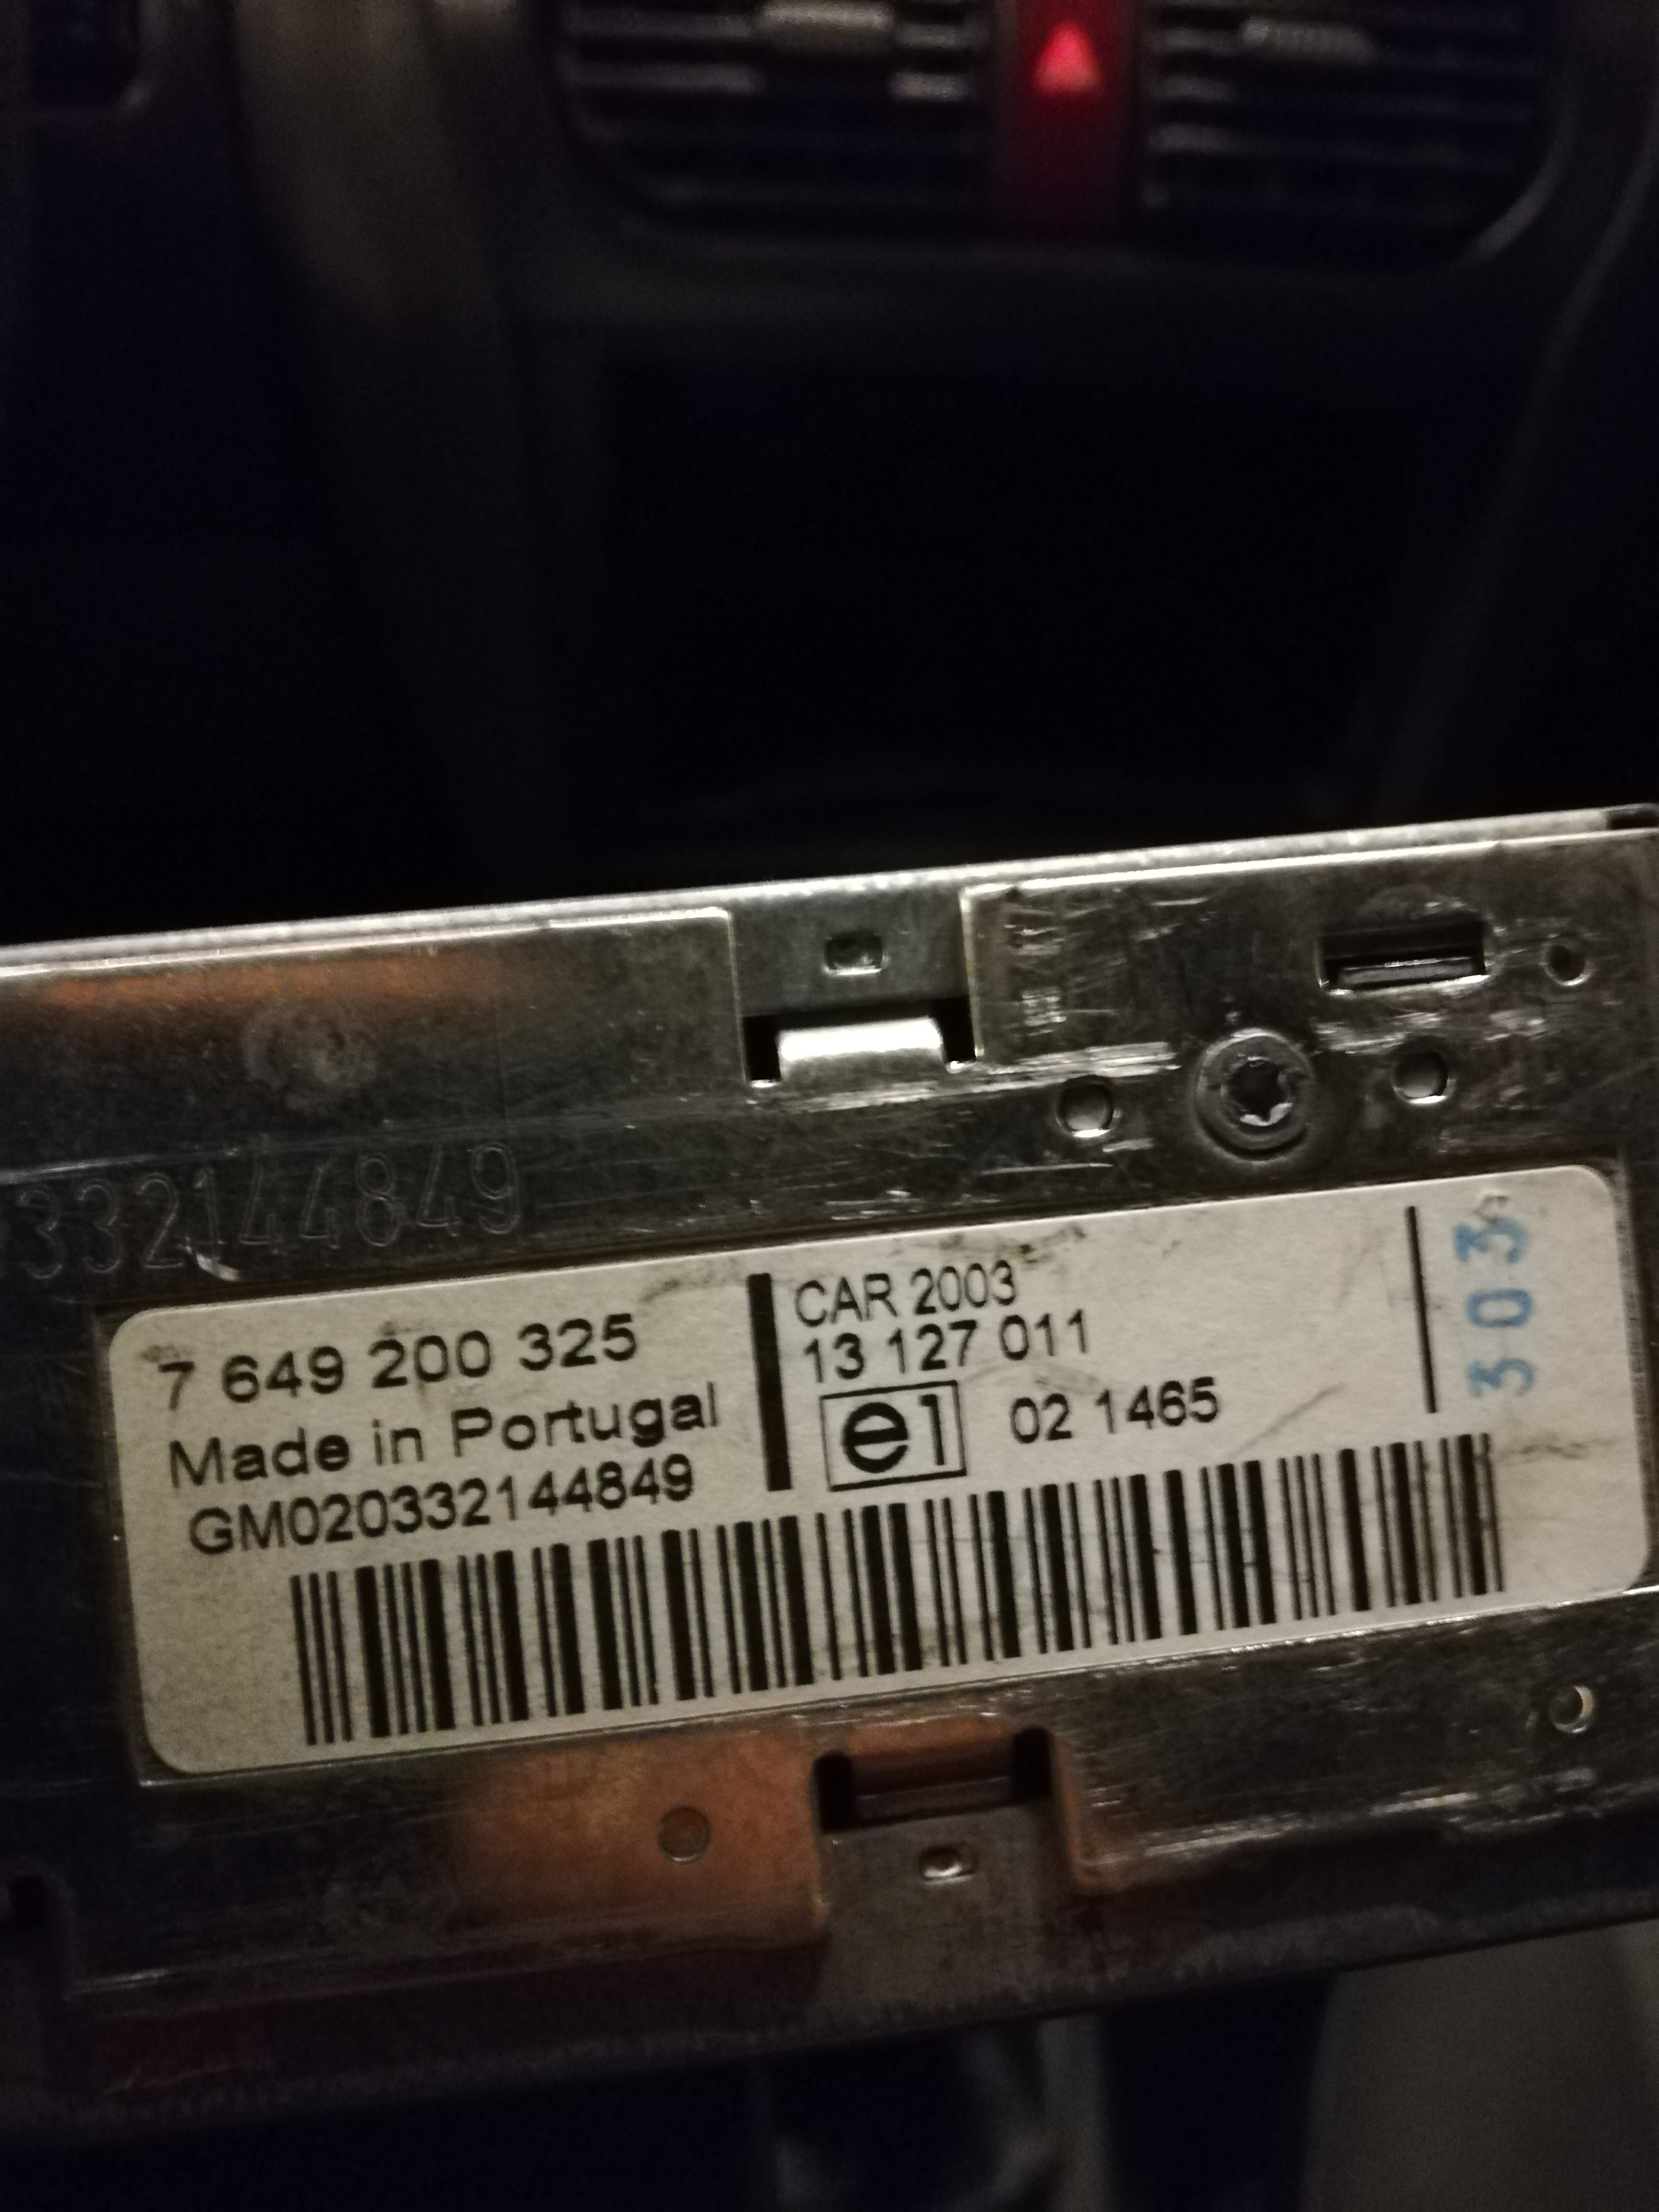 332144849
7 649 200 325
Made in Portugal
GM020332144849
CAR 2003
13 127 011
e1 02 1465
303